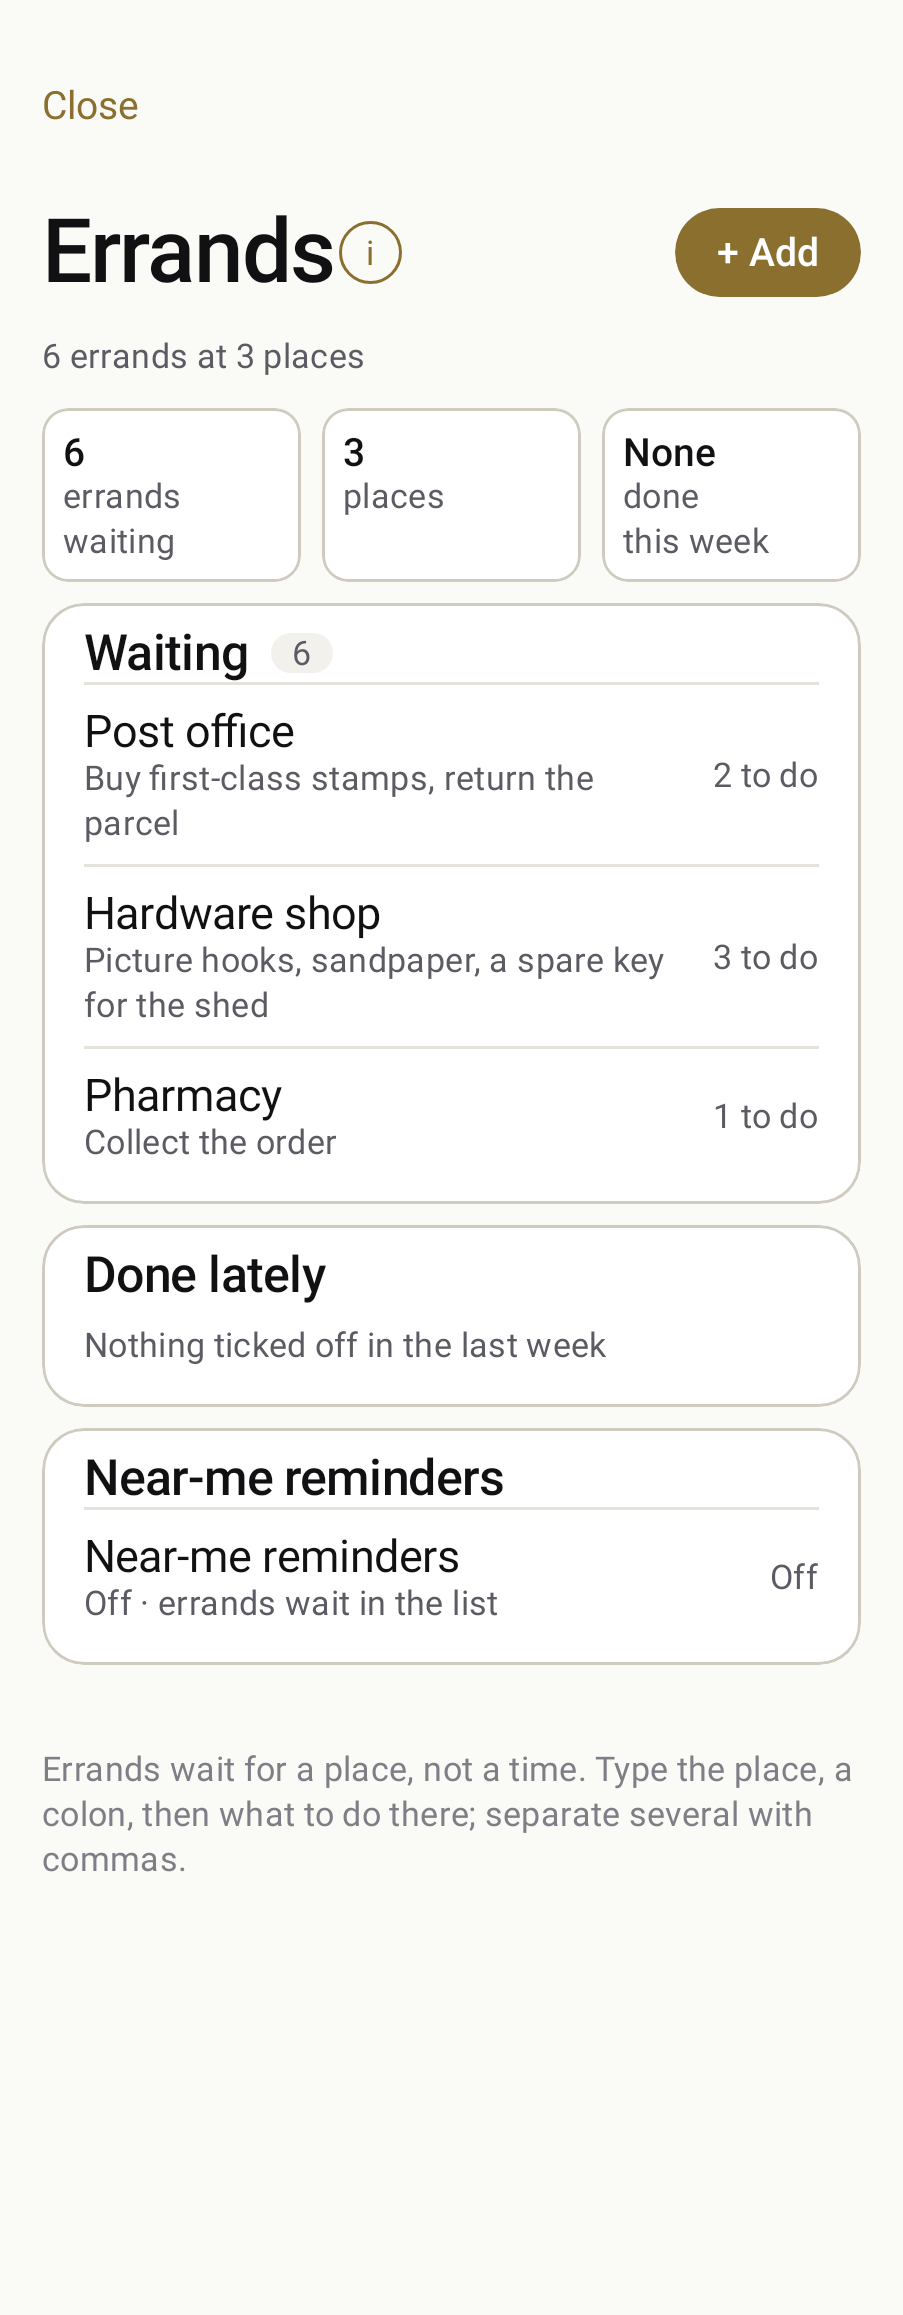 Close
Errands i
+ Add
6 errands at 3 places
6
errands
waiting
3
places
None
done
this week
Waiting 6
Post office
Buy first-class stamps, return the
parcel
2 to do
Hardware shop
Picture hooks, sandpaper, a spare key
for the shed
3 to do
Pharmacy
Collect the order
1 to do
Done lately
Nothing ticked off in the last week
Near-me reminders
Near-me reminders
Off · errands wait in the list
Off
Errands wait for a place, not a time. Type the place, a
colon, then what to do there; separate several with
commas.